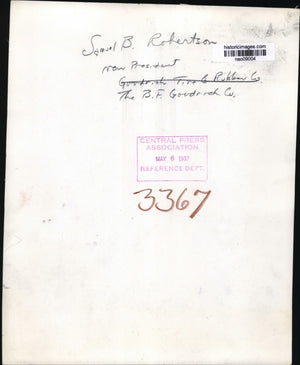 Samuel B. Robertson
historicimages.com
neo09004
new President
Goodrich Tire & Rubber Co.
The B.F. Goodrich Co.
CENTRAL PRESS
ASSOCIATION
MAY 6 1937
REFERENCE DEPT.
3367